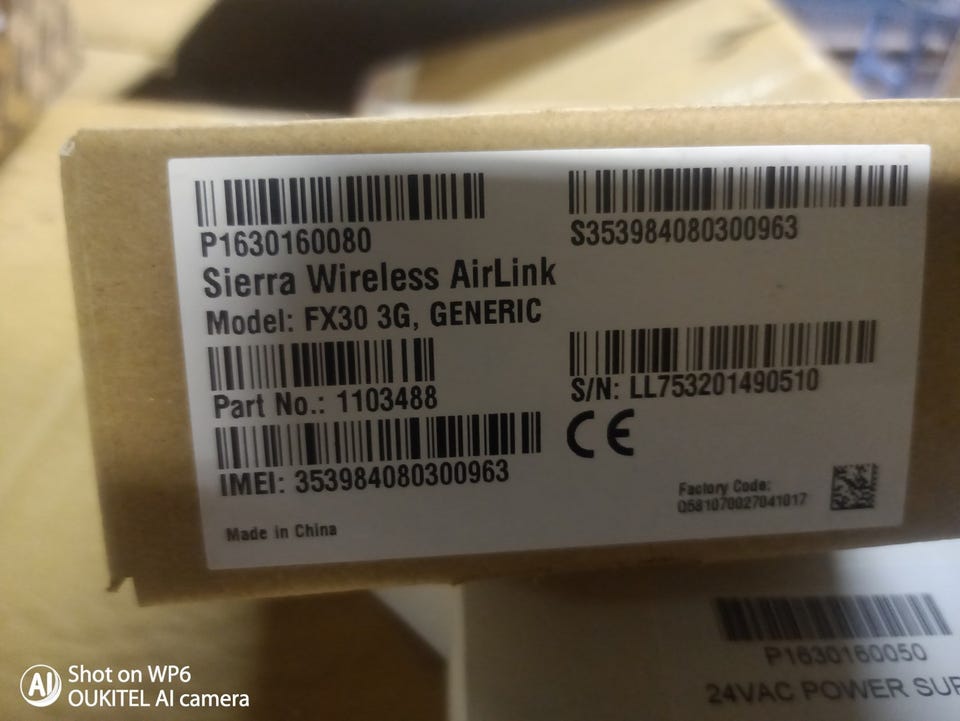 P1630160080
S353984080300963
Sierra Wireless AirLink
Model: FX30 3G, GENERIC
Part No.: 1103488
S/N: LL753201490510
IMEI: 353984080300963
CE
Factory Code:
Q581070027041017
Made in China
P1630160050
24VAC POWER
AI
Shot on WP6
OUKITEL AI camera